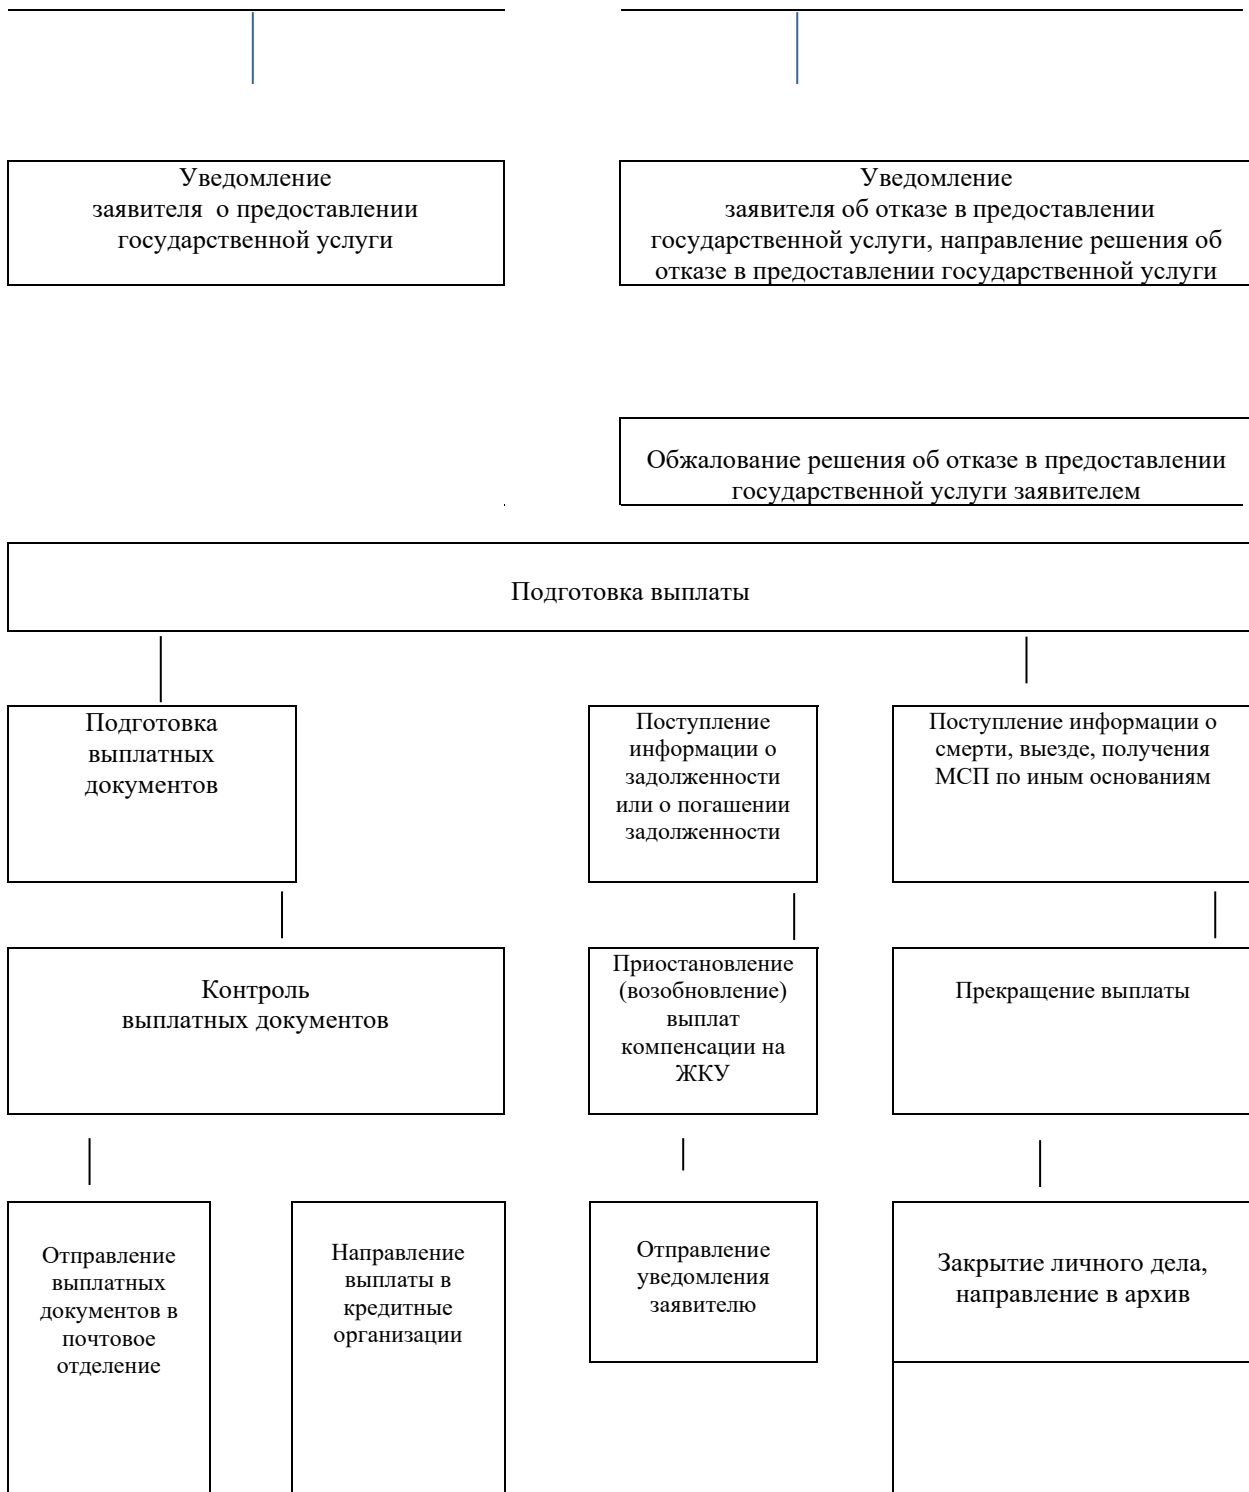 Уведомление
заявителя о предоставлении
государственной услуги
Уведомление
заявителя об отказе в предоставлении
государственной услуги, направление решения об
отказе в предоставлении государственной услуги
Обжалование решения об отказе в предоставлении
государственной услуги заявителем
Подготовка выплаты
Подготовка
выплатных
документов
Поступление
информации о
задолженности
или о погашении
задолженности
Поступление информации о
смерти, выезде, получения
МСП по иным основаниям
Контроль
выплатных документов
Приостановление
(возобновление)
выплат
компенсации на
ЖКУ
Прекращение выплаты
Отправление
выплатных
документов в
почтовое
отделение
Направление
выплаты в
кредитные
организации
Отправление
уведомления
заявителю
Закрытие личного дела,
направление в архив